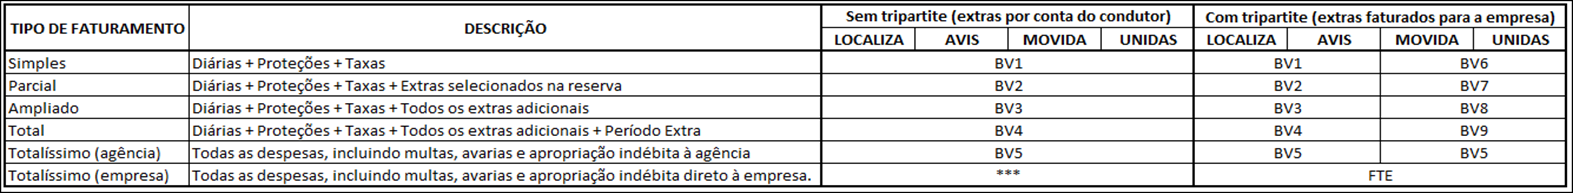 TIPO DE FATURAMENTO DESCRIÇÃO Sem tripartite (extras por conta do condutor) Com tripartite (extras faturados para a empresa)
LOCALIZA AVIS MOVIDA UNIDAS LOCALIZA AVIS MOVIDA UNIDAS
Simples Diárias + Proteções + Taxas BV1 BV1 BV6
Parcial Diárias + Proteções + Taxas + Extras selecionados na reserva BV2 BV2 BV7
Ampliado Diárias + Proteções + Taxas + Todos os extras adicionais BV3 BV3 BV8
Total Diárias + Proteções + Taxas + Todos os extras adicionais + Período Extra BV4 BV4 BV9
Totalíssimo (agência) Todas as despesas, incluindo multas, avarias e apropriação indébita à agência BV5 BV5 BV5
Totalíssimo (empresa) Todas as despesas, incluindo multas, avarias e apropriação indébita direto à empresa. *** FTE